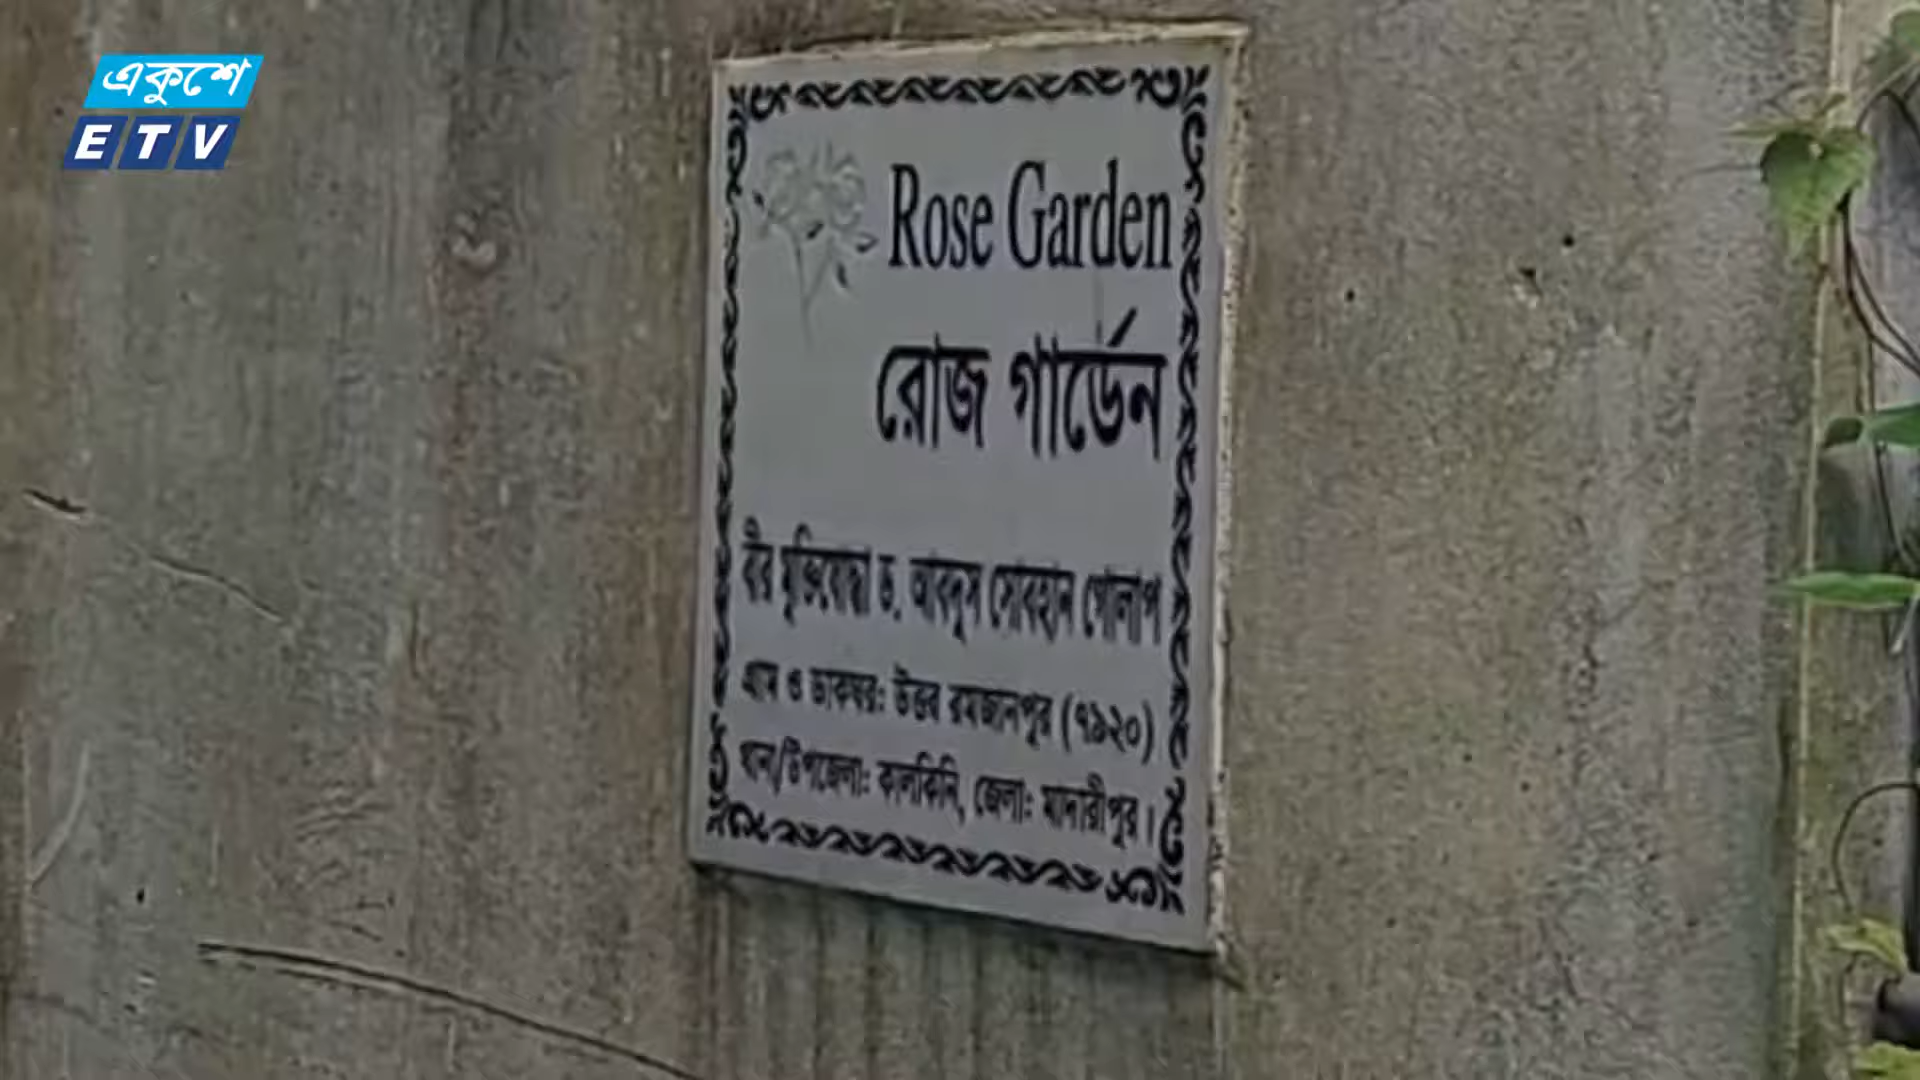 একুশে
ETV
Rose Garden
রোজ গার্ডেন
বীর মুক্তিযোদ্ধা ড. আবদুস সোবহান গোলাপ
গ্রাম ও ডাকঘর: উত্তর রমজানপুর (৭৯২০)
থানা/উপজেলা: কালকিনি, জেলা: মাদারীপুর।